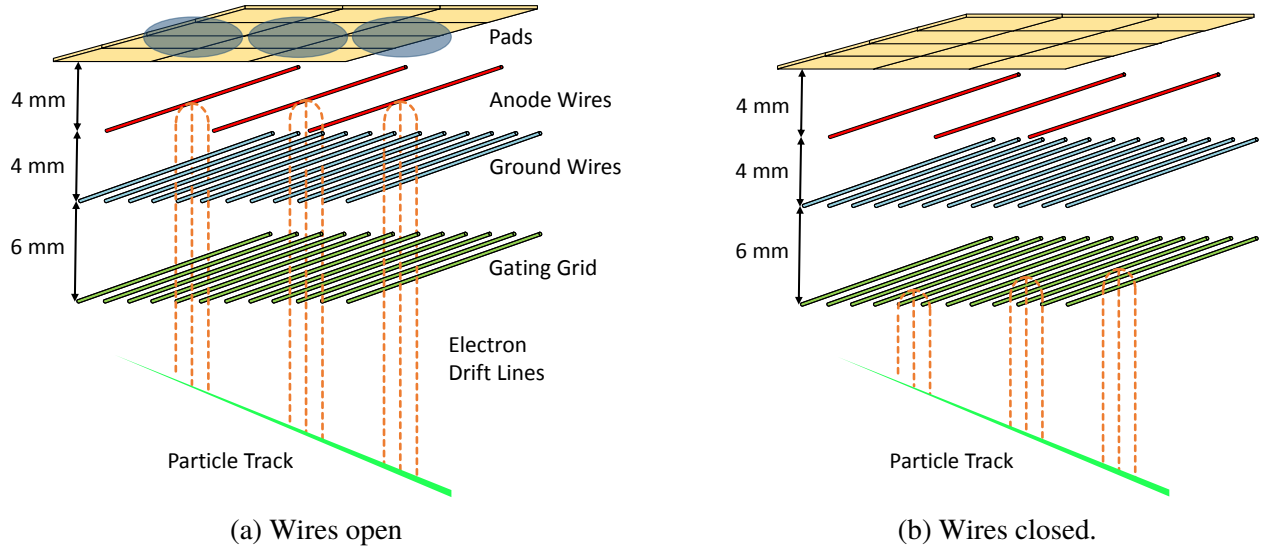 Pads
4 mm
Anode Wires
4 mm
Ground Wires
6 mm
Gating Grid
Electron
Drift Lines
Particle Track
(a) Wires open
4 mm
4 mm
6 mm
Particle Track
(b) Wires closed.